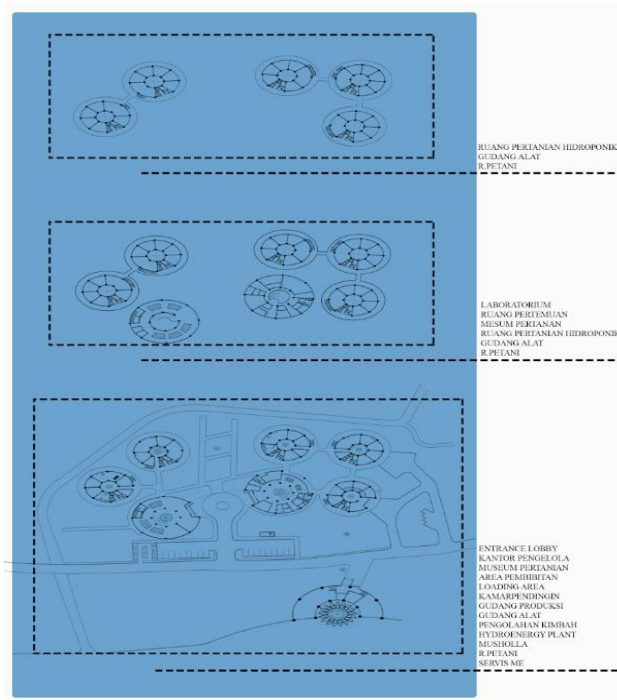 RUANG PERTANIAN HIDROPONIK
GUDANG ALAT
R.PETANI
LABORATORIUM
RUANG PERTEMUAN
MESUM PERTANAN
RUANG PERTANIAN HIDROPONIK
GUDANG ALAT
R.PETANI
ENTRANCE LOBBY
KANTOR PENGELOLA
MUSEUM PERTANIAN
AREA PEMBIBITAN
LOADING AREA
KAMARPENDINGIN
GUDANG PRODUKSI
GUDANG ALAT
PENGOLAHAN KIMBAH
HYDROENERGY PLANT
MUSHOLLA
R.PETANI
SERVIS ME